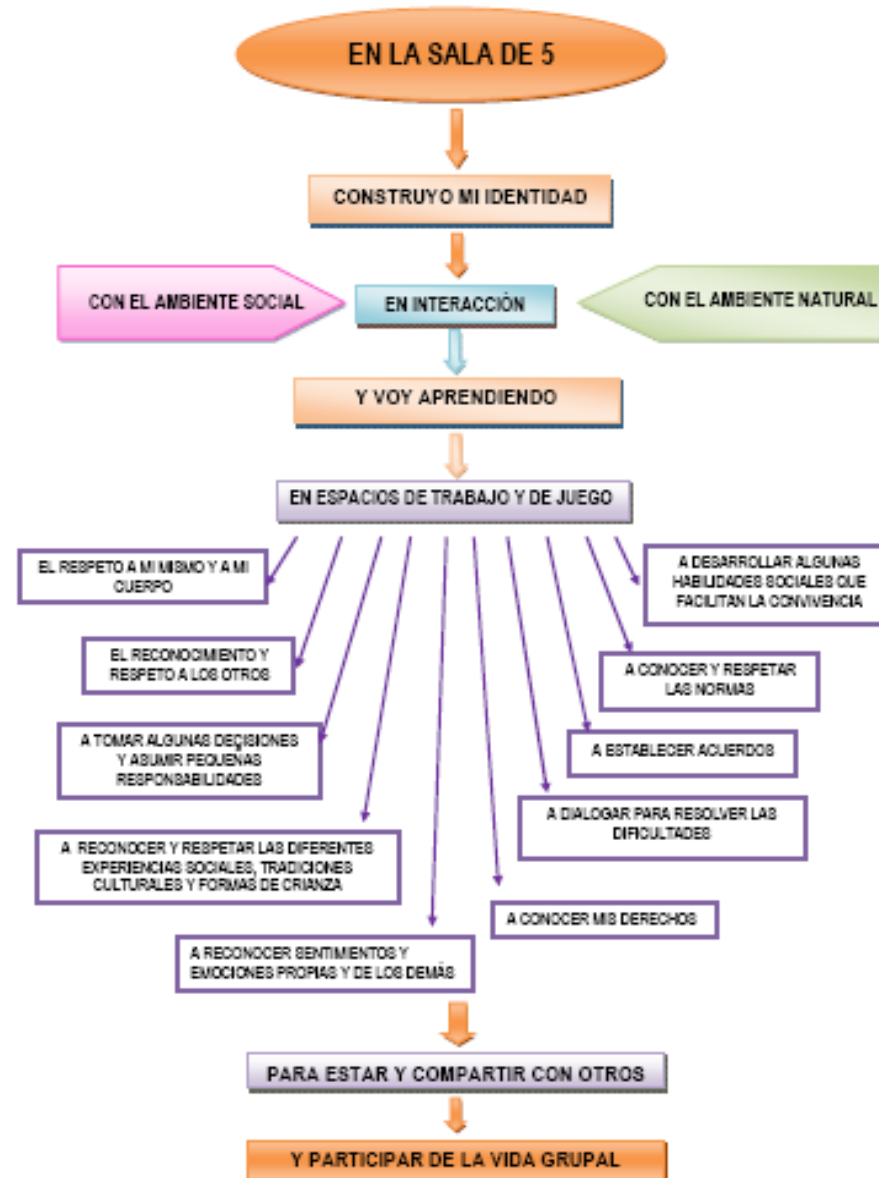 EN LA SALA DE 5
CONSTRUYO MI IDENTIDAD
CON EL AMBIENTE SOCIAL
EN INTERACCIÓN
CON EL AMBIENTE NATURAL
Y VOY APRENDIENDO
EN ESPACIOS DE TRABAJO Y DE JUEGO
EL RESPETO A MI MISMO Y A MI
CUERPO
A DESARROLLAR ALGUNAS
HABILIDADES SOCIALES QUE
FACILITAN LA CONVIVENCIA
EL RECONOCIMIENTO Y
RESPETO A LOS OTROS
A CONOCER Y RESPETAR
LAS NORMAS
A TOMAR ALGUNAS DECISIONES
Y ASUMIR PEQUEÑAS
RESPONSABILIDADES
A ESTABLECER ACUERDOS
A DIALOGAR PARA RESOLVER LAS
DIFICULTADES
A RECONOCER Y RESPETAR LAS DIFERENTES
EXPERIENCIAS SOCIALES, TRADICIONES
CULTURALES Y FORMAS DE CRIANZA
A CONOCER MIS DERECHOS
A RECONOCER SENTIMIENTOS Y
EMOCIONES PROPIAS Y DE LOS DEMÁS
PARA ESTAR Y COMPARTIR CON OTROS
Y PARTICIPAR DE LA VIDA GRUPAL